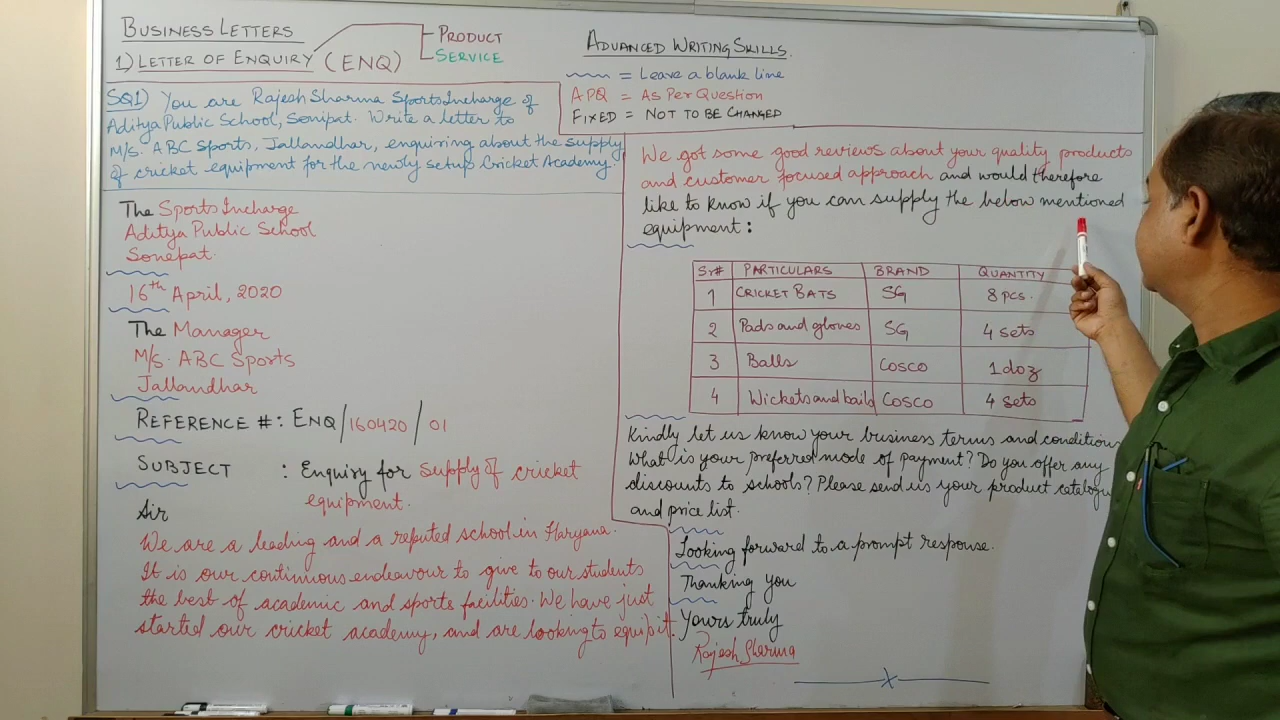 BUSINESS LETTERS
1) LETTER OF ENQUIRY (ENQ)
PRODUCT
SERVICE
ADVANCED WRITING SKILLS.
= Leave a blank line
APQ = As Per Question
FIXED = NOT TO BE CHANGED
SQ1) You are Rajesh Sharma Sports Incharge of
Aditya Public School, Sonipat. Write a letter to
M/s. ABC Sports, Jallandhar, enquiring about the supply
of cricket equipment for the newly setup Cricket Academy.
The Sports Incharge
Aditya Public School
Sonepat.
16th April, 2020
The Manager
M/s. ABC Sports
Jallandhar
REFERENCE #: ENQ/160420/01
SUBJECT : Enquiry for supply of cricket
equipment.
Sir
We are a leading and a reputed school in Haryana.
It is our continuous endeavour to give to our students
the best of academic and sports facilities. We have just
started our cricket academy, and are looking to equip it.
We got some good reviews about your quality products
and customer focused approach and would therefore
like to know if you can supply the below mentioned
equipment:
Sr# PARTICULARS BRAND QUANTITY
1 CRICKET BATS SG 8 pcs.
2 Pads and gloves SG 4 sets
3 Balls COSCO 1 doz
4 Wickets and bails COSCO 4 sets
Kindly let us know your business terms and conditions
What is your preferred mode of payment? Do you offer any
discounts to schools? Please send us your product catalogu
and price list.
Looking forward to a prompt response.
Thanking you
Yours truly
Rajesh Sharma